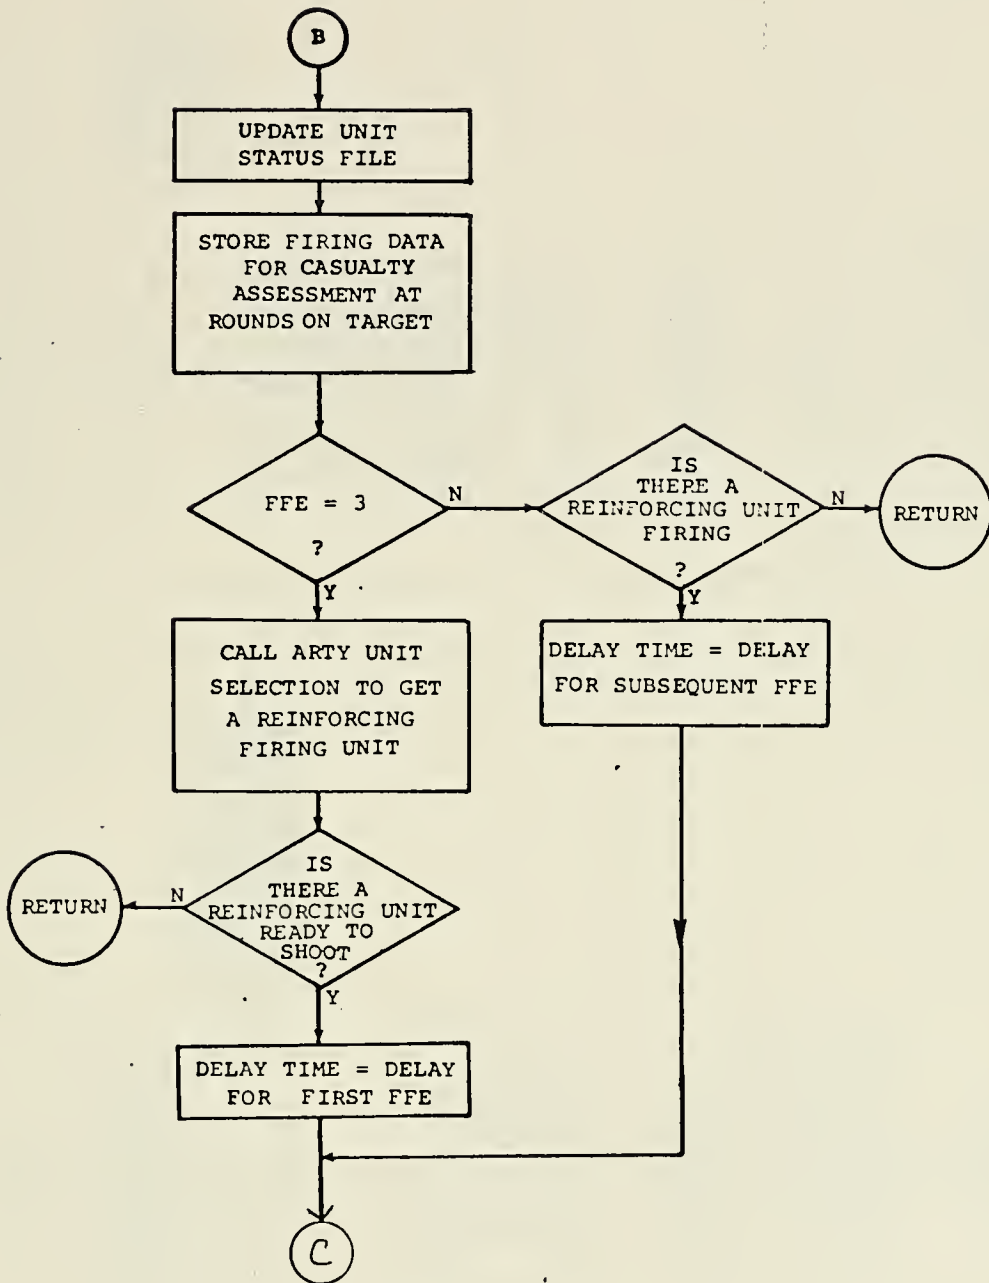 B
UPDATE UNIT
STATUS FILE
STORE FIRING DATA
FOR CASUALTY
ASSESSMENT AT
ROUNDS ON TARGET
FFE = 3
?
N
Y
IS
THERE A
REINFORCING UNIT
FIRING
?
N
RETURN
Y
DELAY TIME = DELAY
FOR SUBSEQUENT FFE
CALL ARTY UNIT
SELECTION TO GET
A REINFORCING
FIRING UNIT
IS
THERE A
REINFORCING UNIT
READY TO
SHOOT
?
N
RETURN
Y
DELAY TIME = DELAY
FOR FIRST FFE
C